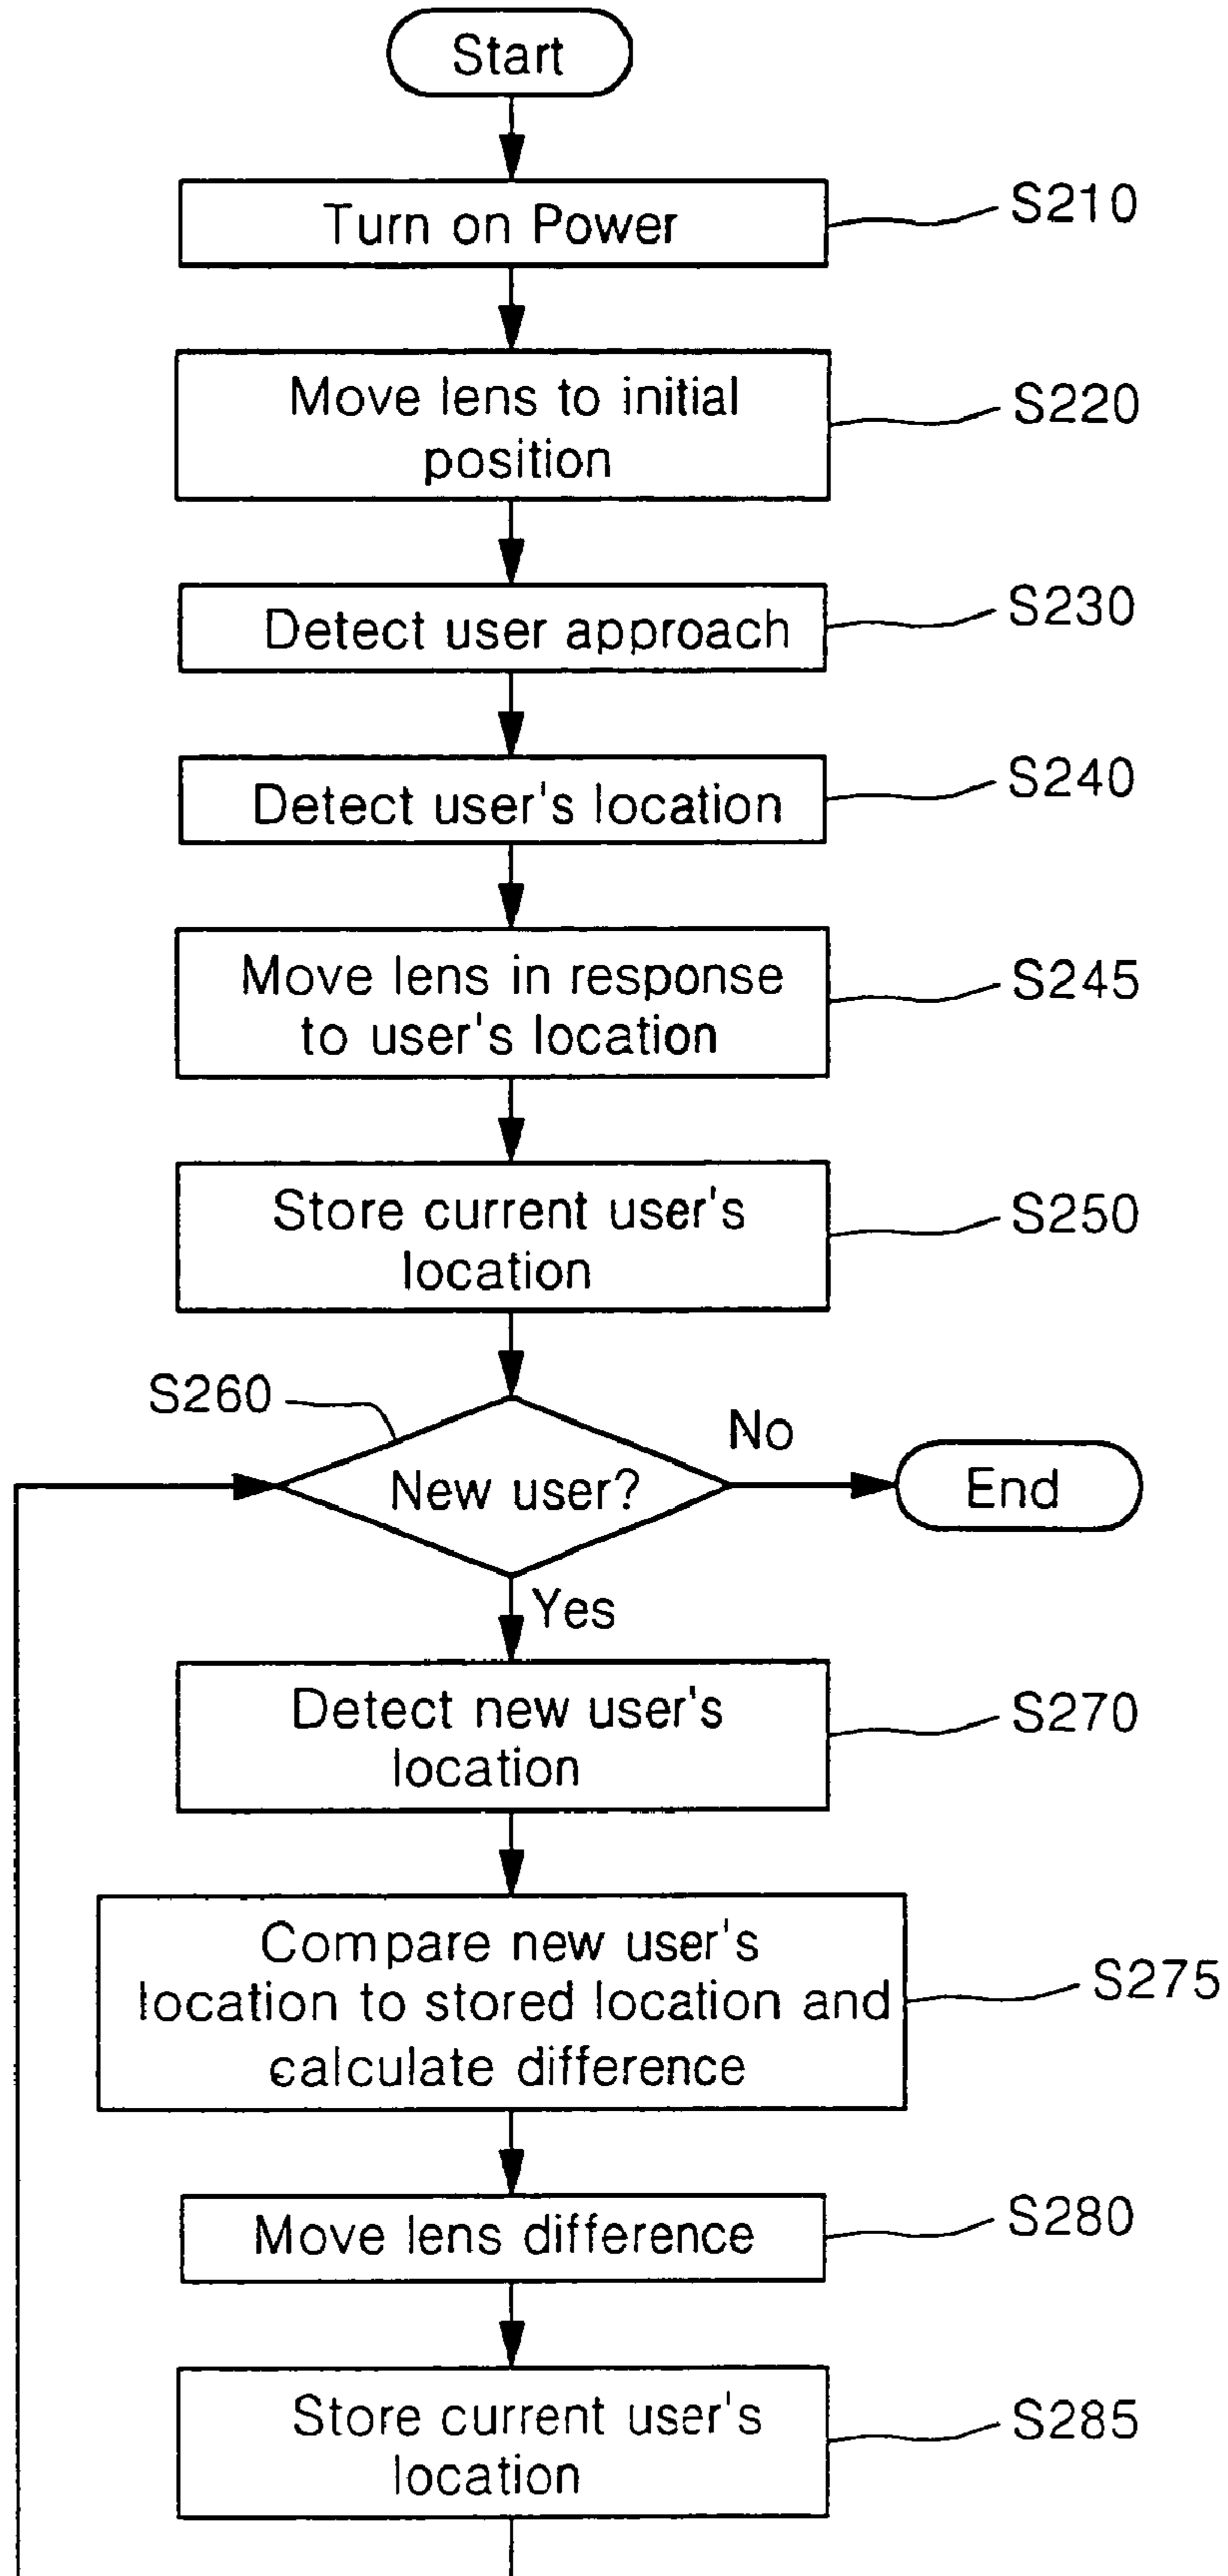 Start
Turn on Power
S210
Move lens to initial
position
S220
Detect user approach
S230
Detect user's location
S240
Move lens in response
to user's location
S245
Store current user's
location
S250
S260
New user?
No
End
Yes
Detect new user's
location
S270
Compare new user's
location to stored location and
calculate difference
S275
Move lens difference
S280
Store current user's
location
S285